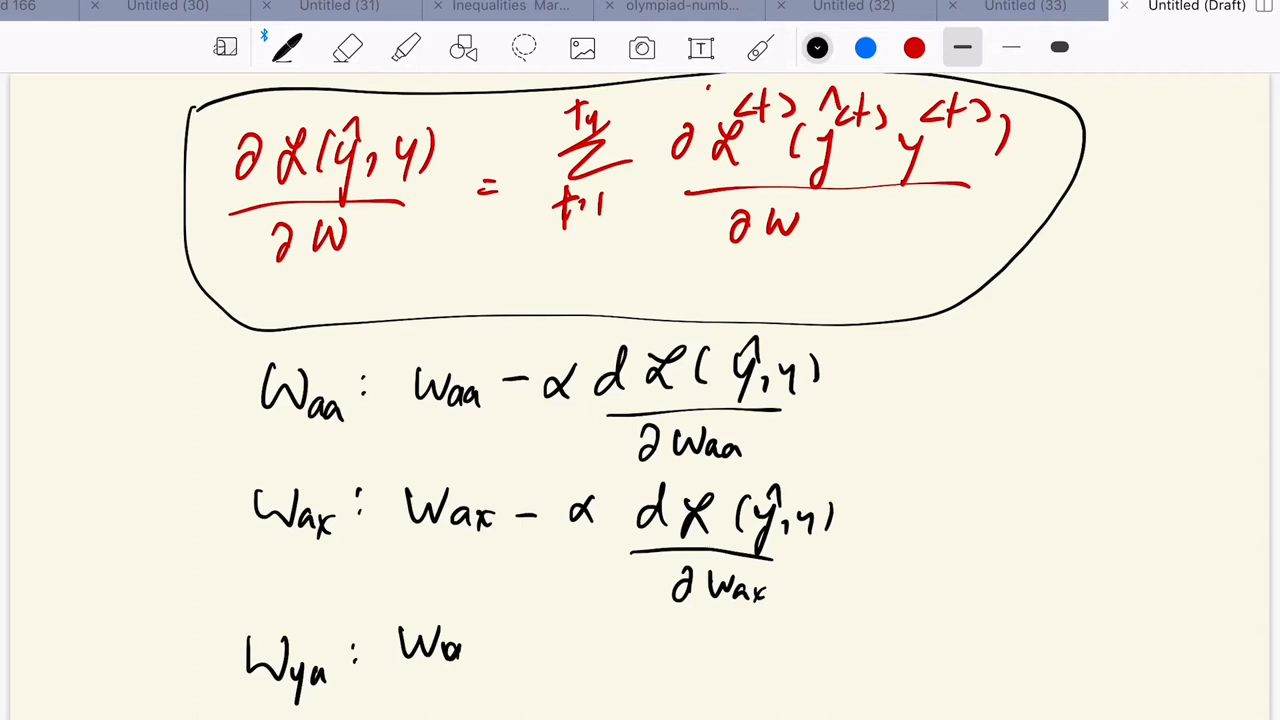 d 166 Untitled (30) Untitled (31) Inequalities Mar... olympiad-numb... Untitled (32) Untitled (33) Untitled (Draft)
∂ℒ(ŷ, y) / ∂W = Σ_{t=1}^{Ty} ∂ℒ^{<t>}(ŷ^{<t>} y^{<t>}) / ∂W
Waa : Waa - α dℒ(ŷ, y) / ∂Waa
Wax : Wax - α dℒ(ŷ, y) / ∂Wax
Wya : Wa